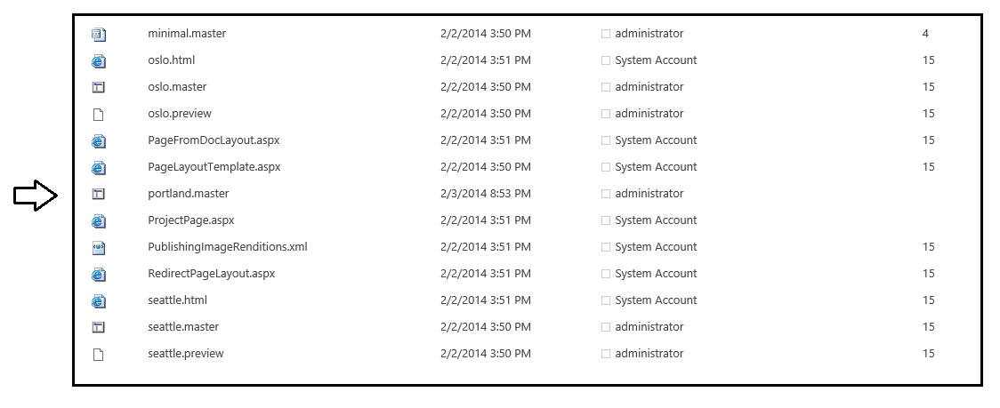 minimal.master 2/2/2014 3:50 PM administrator 4
oslo.html 2/2/2014 3:51 PM System Account 15
oslo.master 2/2/2014 3:50 PM administrator 15
oslo.preview 2/2/2014 3:50 PM administrator 15
PageFromDocLayout.aspx 2/2/2014 3:51 PM System Account 15
PageLayoutTemplate.aspx 2/2/2014 3:50 PM System Account 15
portland.master 2/3/2014 8:53 PM administrator
ProjectPage.aspx 2/2/2014 3:51 PM System Account
PublishingImageRenditions.xml 2/2/2014 3:51 PM System Account 15
RedirectPageLayout.aspx 2/2/2014 3:51 PM System Account 15
seattle.html 2/2/2014 3:51 PM System Account 15
seattle.master 2/2/2014 3:50 PM administrator 15
seattle.preview 2/2/2014 3:50 PM administrator 15